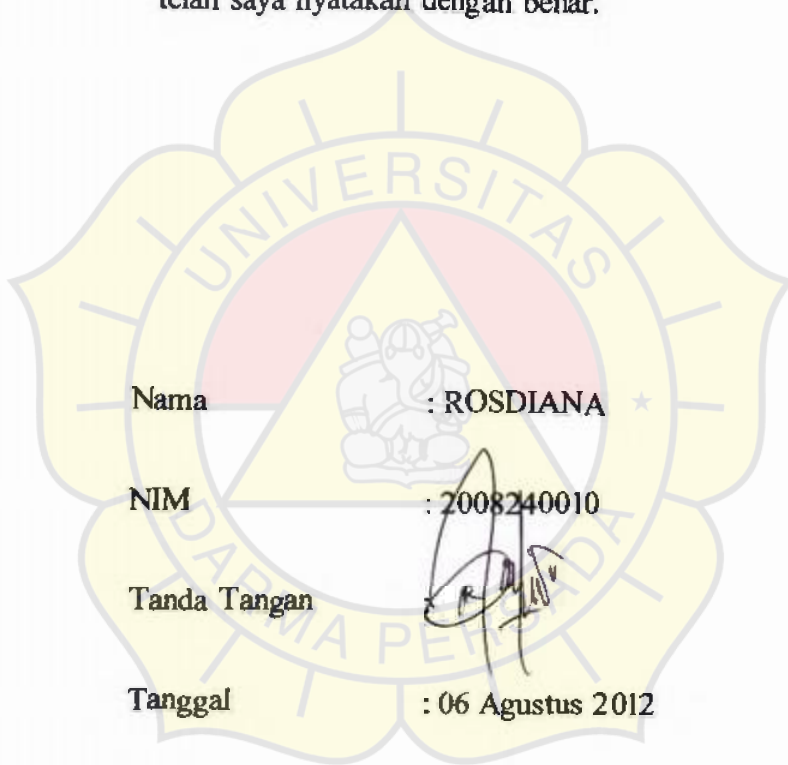 telah saya nyatakan dengan benar.
UNIVERSITAS
DARMA PERSADA
Nama : ROSDIANA
NIM : 2008240010
Tanda Tangan
Tanggal : 06 Agustus 2012